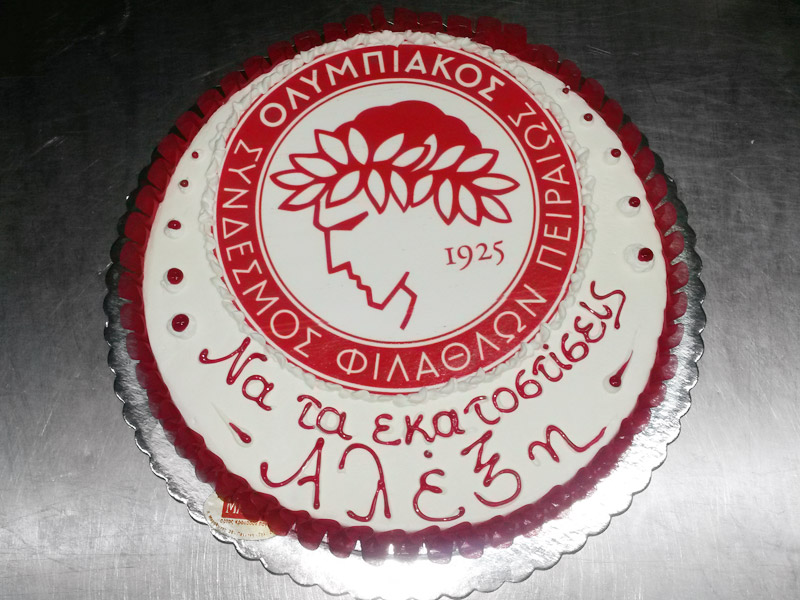 ΟΛΥΜΠΙΑΚΟΣ
ΣΥΝΔΕΣΜΟΣ ΦΙΛΑΘΛΩΝ ΠΕΙΡΑΙΩΣ
1925
Να τα εκατοστίσεις
Αλέξη